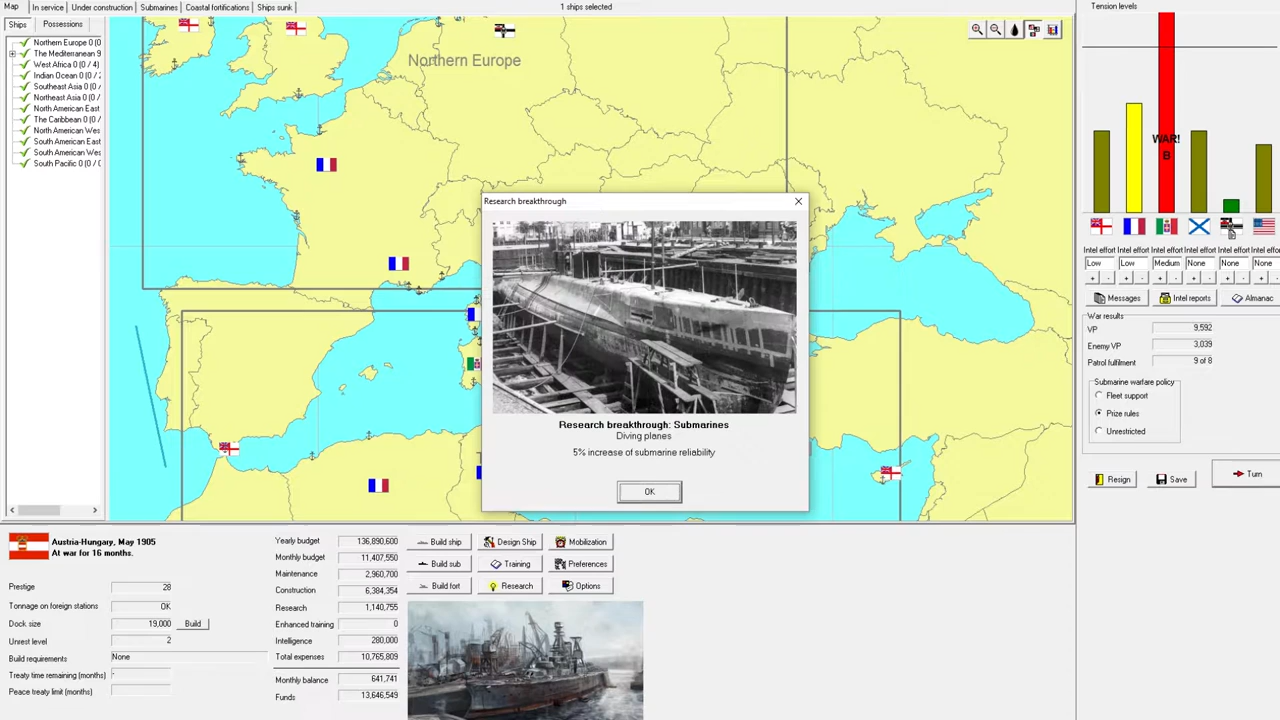 Map In service Under construction Submarines Coastal fortifications Ships sunk 1 ships selected
Ships Possessions
Northern Europe 0 (0
The Mediterranean 9
West Africa 0 (0 / 4)
Indian Ocean 0 (0 / 2
Southeast Asia 0 (0/
Northeast Asia 0 (0/
North American East
The Caribbean 0 (0/
North American Wes
South American East
South American Wes
South Pacific 0 (0 / 0
Northern Europe
Research breakthrough
Research breakthrough: Submarines
Diving planes
5% increase of submarine reliability
OK
Tension levels
WAR!
B
Intel effort Intel effort Intel effort Intel effort Intel effort Intel effort
Low Low Medium None None None
+ - + - + - + - + - + -
Messages Intel reports Almanac
War results
VP 9,592
Enemy VP 3,039
Patrol fulfilment 9 of 8
Submarine warfare policy
Fleet support
Prize rules
Unrestricted
Resign Save Turn
Austria-Hungary, May 1905
At war for 16 months.
Prestige 28
Tonnage on foreign stations OK
Dock size 19,000 Build
Unrest level 2
Build requirements None
Treaty time remaining (months) -
Peace treaty limit (months)
Yearly budget 136,890,600
Monthly budget 11,407,550
Maintenance 2,960,700
Construction 6,384,354
Research 1,140,755
Enhanced training 0
Intelligence 280,000
Total expenses 10,765,809
Monthly balance 641,741
Funds 13,646,549
Build ship Design Ship Mobilization
Build sub Training Preferences
Build fort Research Options